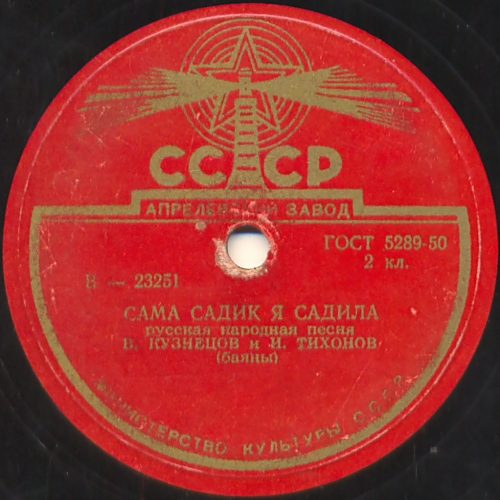 СССР
АПРЕЛЕВСКИЙ ЗАВОД
ГОСТ 5289-50
2 кл.
В — 23251
САМА САДИК Я САДИЛА
русская народная песня
В. КУЗНЕЦОВ и И. ТИХОНОВ
(баяны)
МИНИСТЕРСТВО КУЛЬТУРЫ СССР